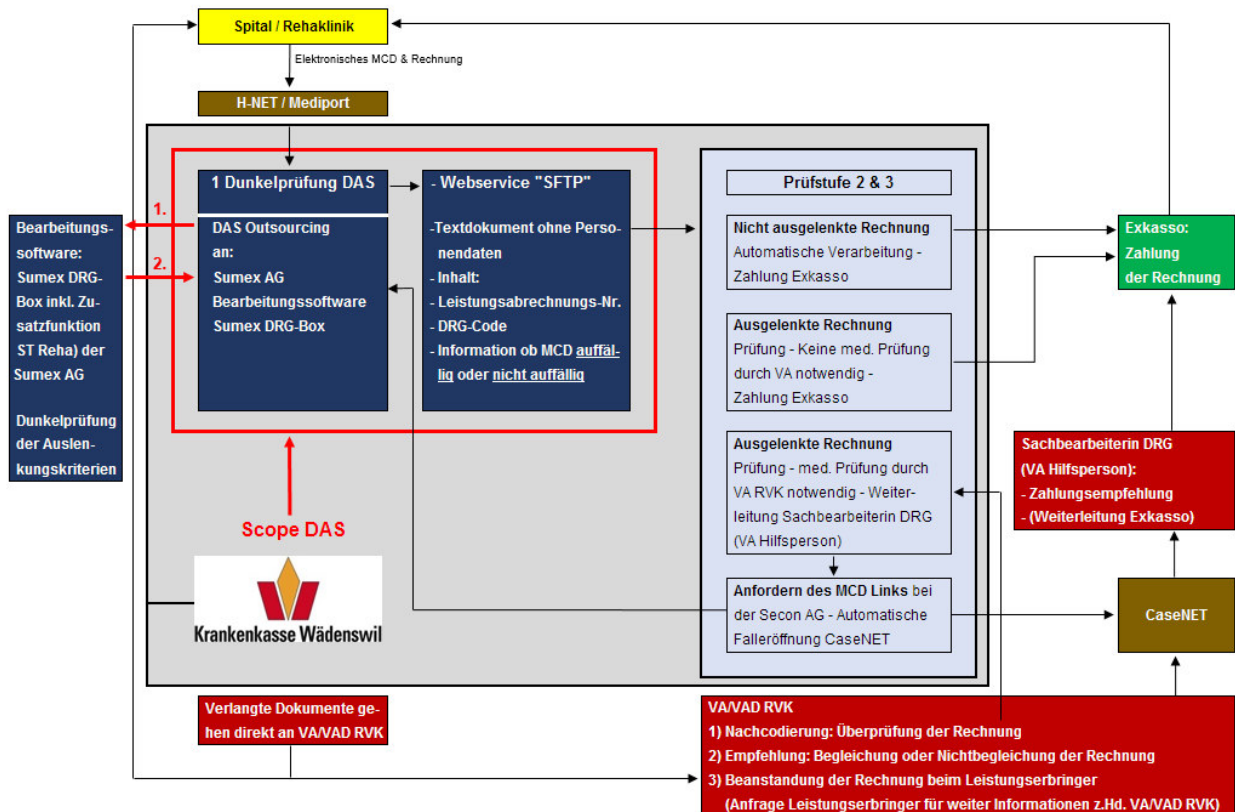 Spital / Rehaklinik
Elektronisches MCD & Rechnung
H-NET / Mediport
1 Dunkelprüfung DAS
DAS Outsourcing
an:
Sumex AG
Bearbeitungssoftware
Sumex DRG-Box
- Webservice "SFTP"
-Textdokument ohne Perso-
nendaten
- Inhalt:
- Leistungsabrechnungs-Nr.
- DRG-Code
- Information ob MCD auffäl-
lig oder nicht auffällig
1.
2.
Bearbeitungs-
software:
Sumex DRG-
Box inkl. Zu-
satzfunktion
ST Reha) der
Sumex AG
Dunkelprüfung
der Auslen-
kungskriterien
Scope DAS
Krankenkasse Wädenswil
Prüfstufe 2 & 3
Nicht ausgelenkte Rechnung
Automatische Verarbeitung -
Zahlung Exkasso
Ausgelenkte Rechnung
Prüfung - Keine med. Prüfung
durch VA notwendig -
Zahlung Exkasso
Ausgelenkte Rechnung
Prüfung - med. Prüfung durch
VA RVK notwendig - Weiter-
leitung Sachbearbeiterin DRG
(VA Hilfsperson)
Anfordern des MCD Links bei
der Secon AG - Automatische
Falleröffnung CaseNET
Exkasso:
Zahlung
der Rechnung
Sachbearbeiterin DRG
(VA Hilfsperson):
- Zahlungsempfehlung
- (Weiterleitung Exkasso)
CaseNET
Verlangte Dokumente ge-
hen direkt an VA/VAD RVK
VA/VAD RVK
1) Nachcodierung: Überprüfung der Rechnung
2) Empfehlung: Begleichung oder Nichtbegleichung der Rechnung
3) Beanstandung der Rechnung beim Leistungserbringer
(Anfrage Leistungserbringer für weiter Informationen z.Hd. VA/VAD RVK)